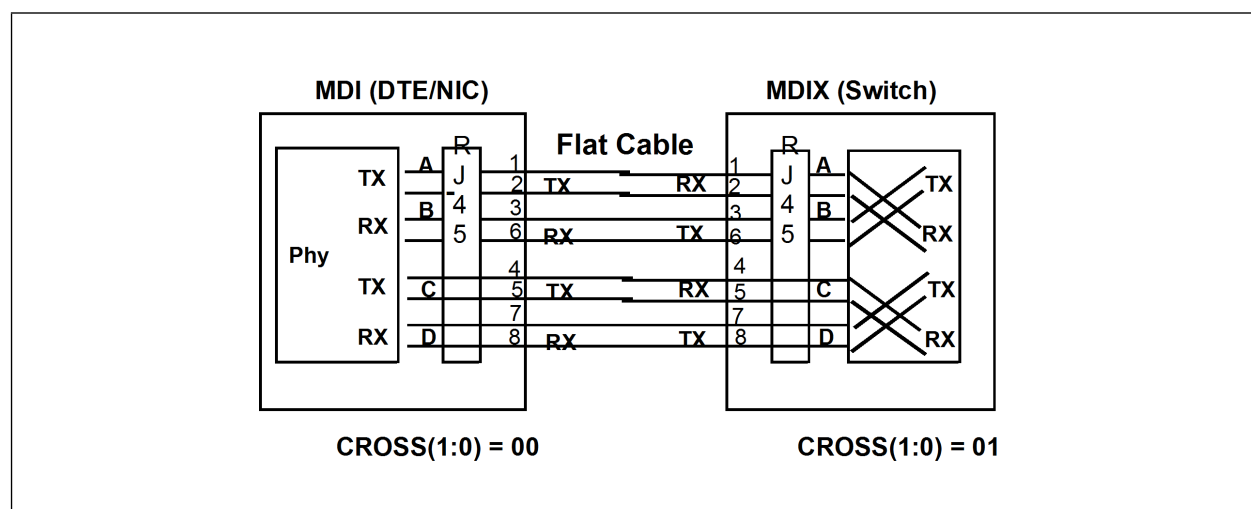 MDI (DTE/NIC)
MDIX (Switch)
Flat Cable
Phy
TX
RX
TX
RX
A
B
C
D
R
J
4
5
1
2
3
6
4
5
7
8
TX
RX
TX
RX
RX
TX
RX
TX
1
2
3
6
4
5
7
8
R
J
4
5
A
B
C
D
TX
RX
TX
RX
CROSS(1:0) = 00
CROSS(1:0) = 01